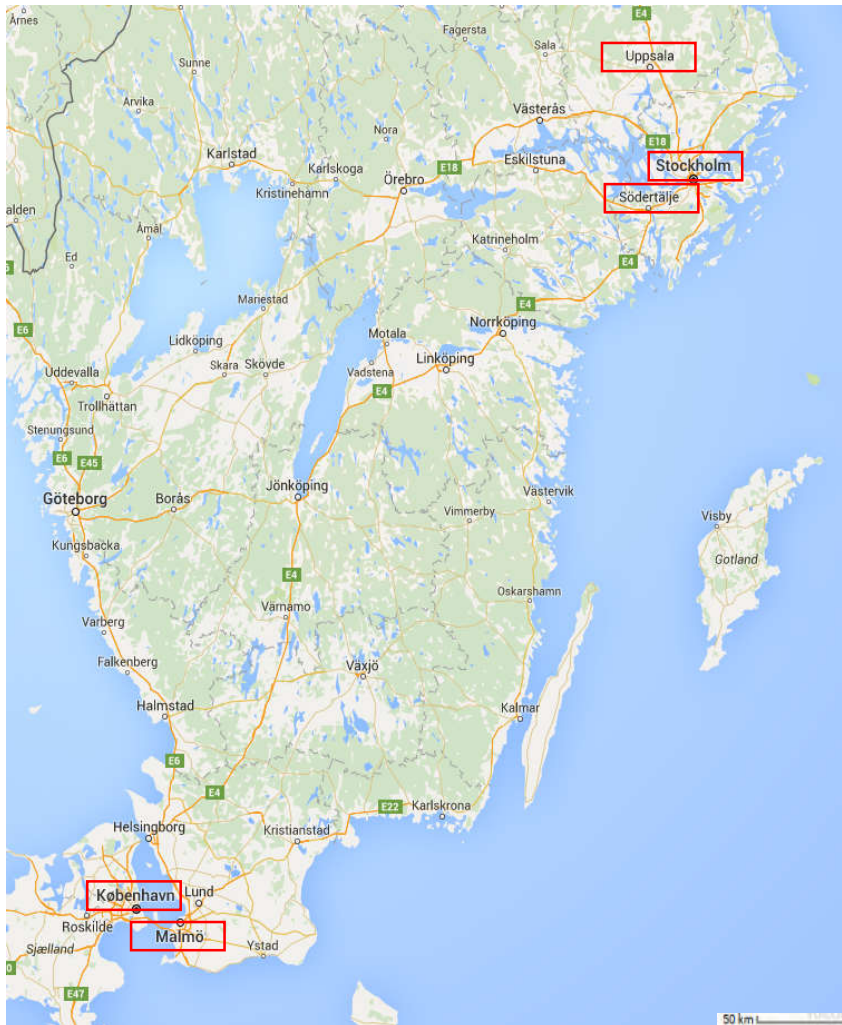 Årnes
E4
Fagersta
Sala
Uppsala
Sunne
Arvika
Västerås
Nora
E18
Karlstad
Karlskoga
Örebro
E18
Eskilstuna
Stockholm
Kristinehamn
Södertälje
alden
Åmål
Ed
Katrineholm
E4
Mariestad
E4
E6
Norrköping
Lidköping
Motala
Skara
Skövde
Vadstena
Linköping
Uddevalla
E4
Trollhättan
Stenungsund
E6
E45
Jönköping
Göteborg
Borås
Västervik
Vimmerby
Visby
Kungsbacka
Gotland
E4
Oskarshamn
Värnamo
Varberg
Falkenberg
Växjö
Halmstad
Kalmar
E6
E4
E22
Karlskrona
Helsingborg
Kristianstad
København
Lund
Roskilde
Malmö
Sjælland
Ystad
E47
50 km